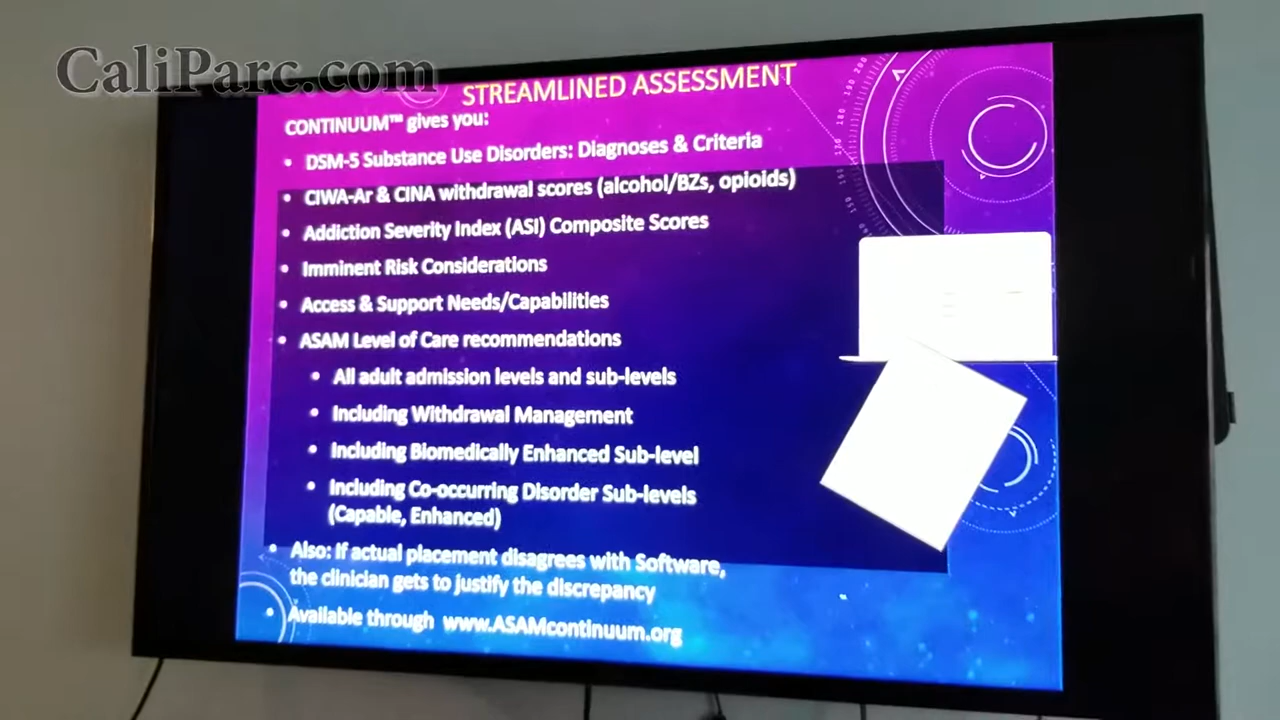 CaliParc.com
STREAMLINED ASSESSMENT
CONTINUUM™ gives you:
• DSM-5 Substance Use Disorders: Diagnoses & Criteria
• CIWA-Ar & CINA withdrawal scores (alcohol/BZs, opioids)
• Addiction Severity Index (ASI) Composite Scores
• Imminent Risk Considerations
• Access & Support Needs/Capabilities
• ASAM Level of Care recommendations
• All adult admission levels and sub-levels
• Including Withdrawal Management
• Including Biomedically Enhanced Sub-level
• Including Co-occurring Disorder Sub-levels
(Capable, Enhanced)
• Also: If actual placement disagrees with Software,
the clinician gets to justify the discrepancy
• Available through www.ASAMcontinuum.org